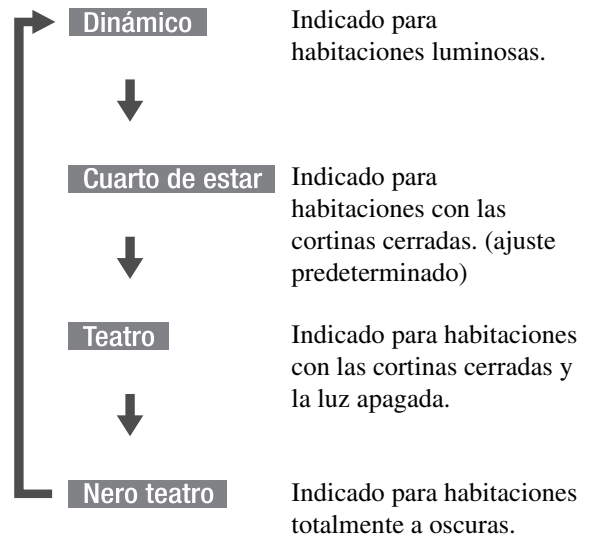 Dinámico
Indicado para
habitaciones luminosas.
Cuarto de estar
Indicado para
habitaciones con las
cortinas cerradas. (ajuste
predeterminado)
Teatro
Indicado para habitaciones
con las cortinas cerradas y
la luz apagada.
Nero teatro
Indicado para habitaciones
totalmente a oscuras.